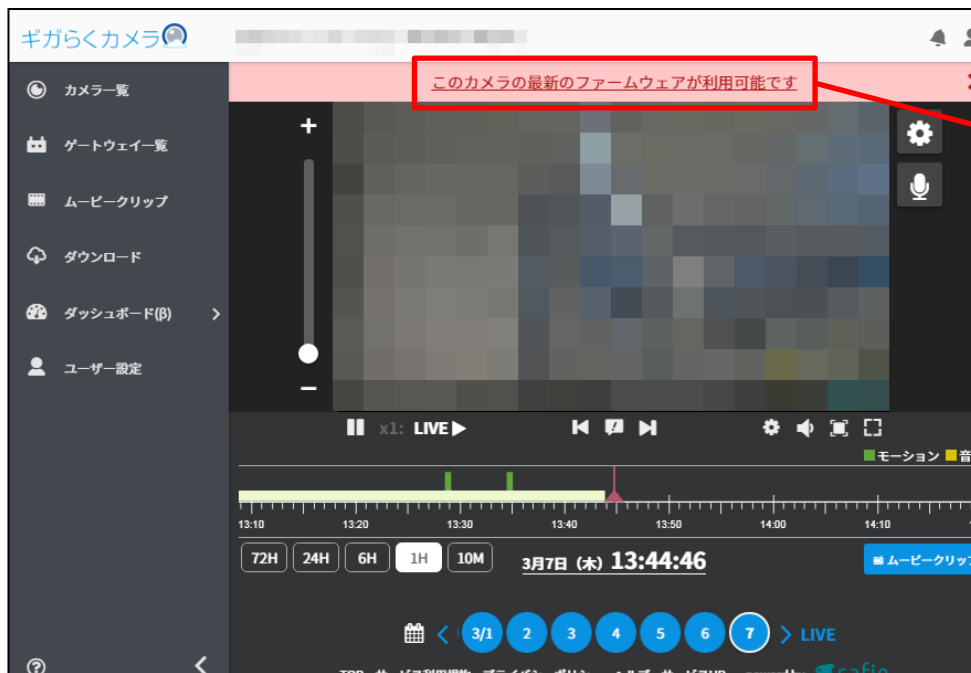 ギガらくカメラ
このカメラの最新のファームウェアが利用可能です
カメラ一覧
ゲートウェイ一覧
ムービークリップ
ダウンロード
ダッシュボード(β)
ユーザー設定
x1: LIVE
モーション 音
13:10 13:20 13:30 13:40 13:50 14:00 14:10
72H 24H 6H 1H 10M 3月7日（木）13:44:46 ムービークリップ
3/1 2 3 4 5 6 7 LIVE
safie